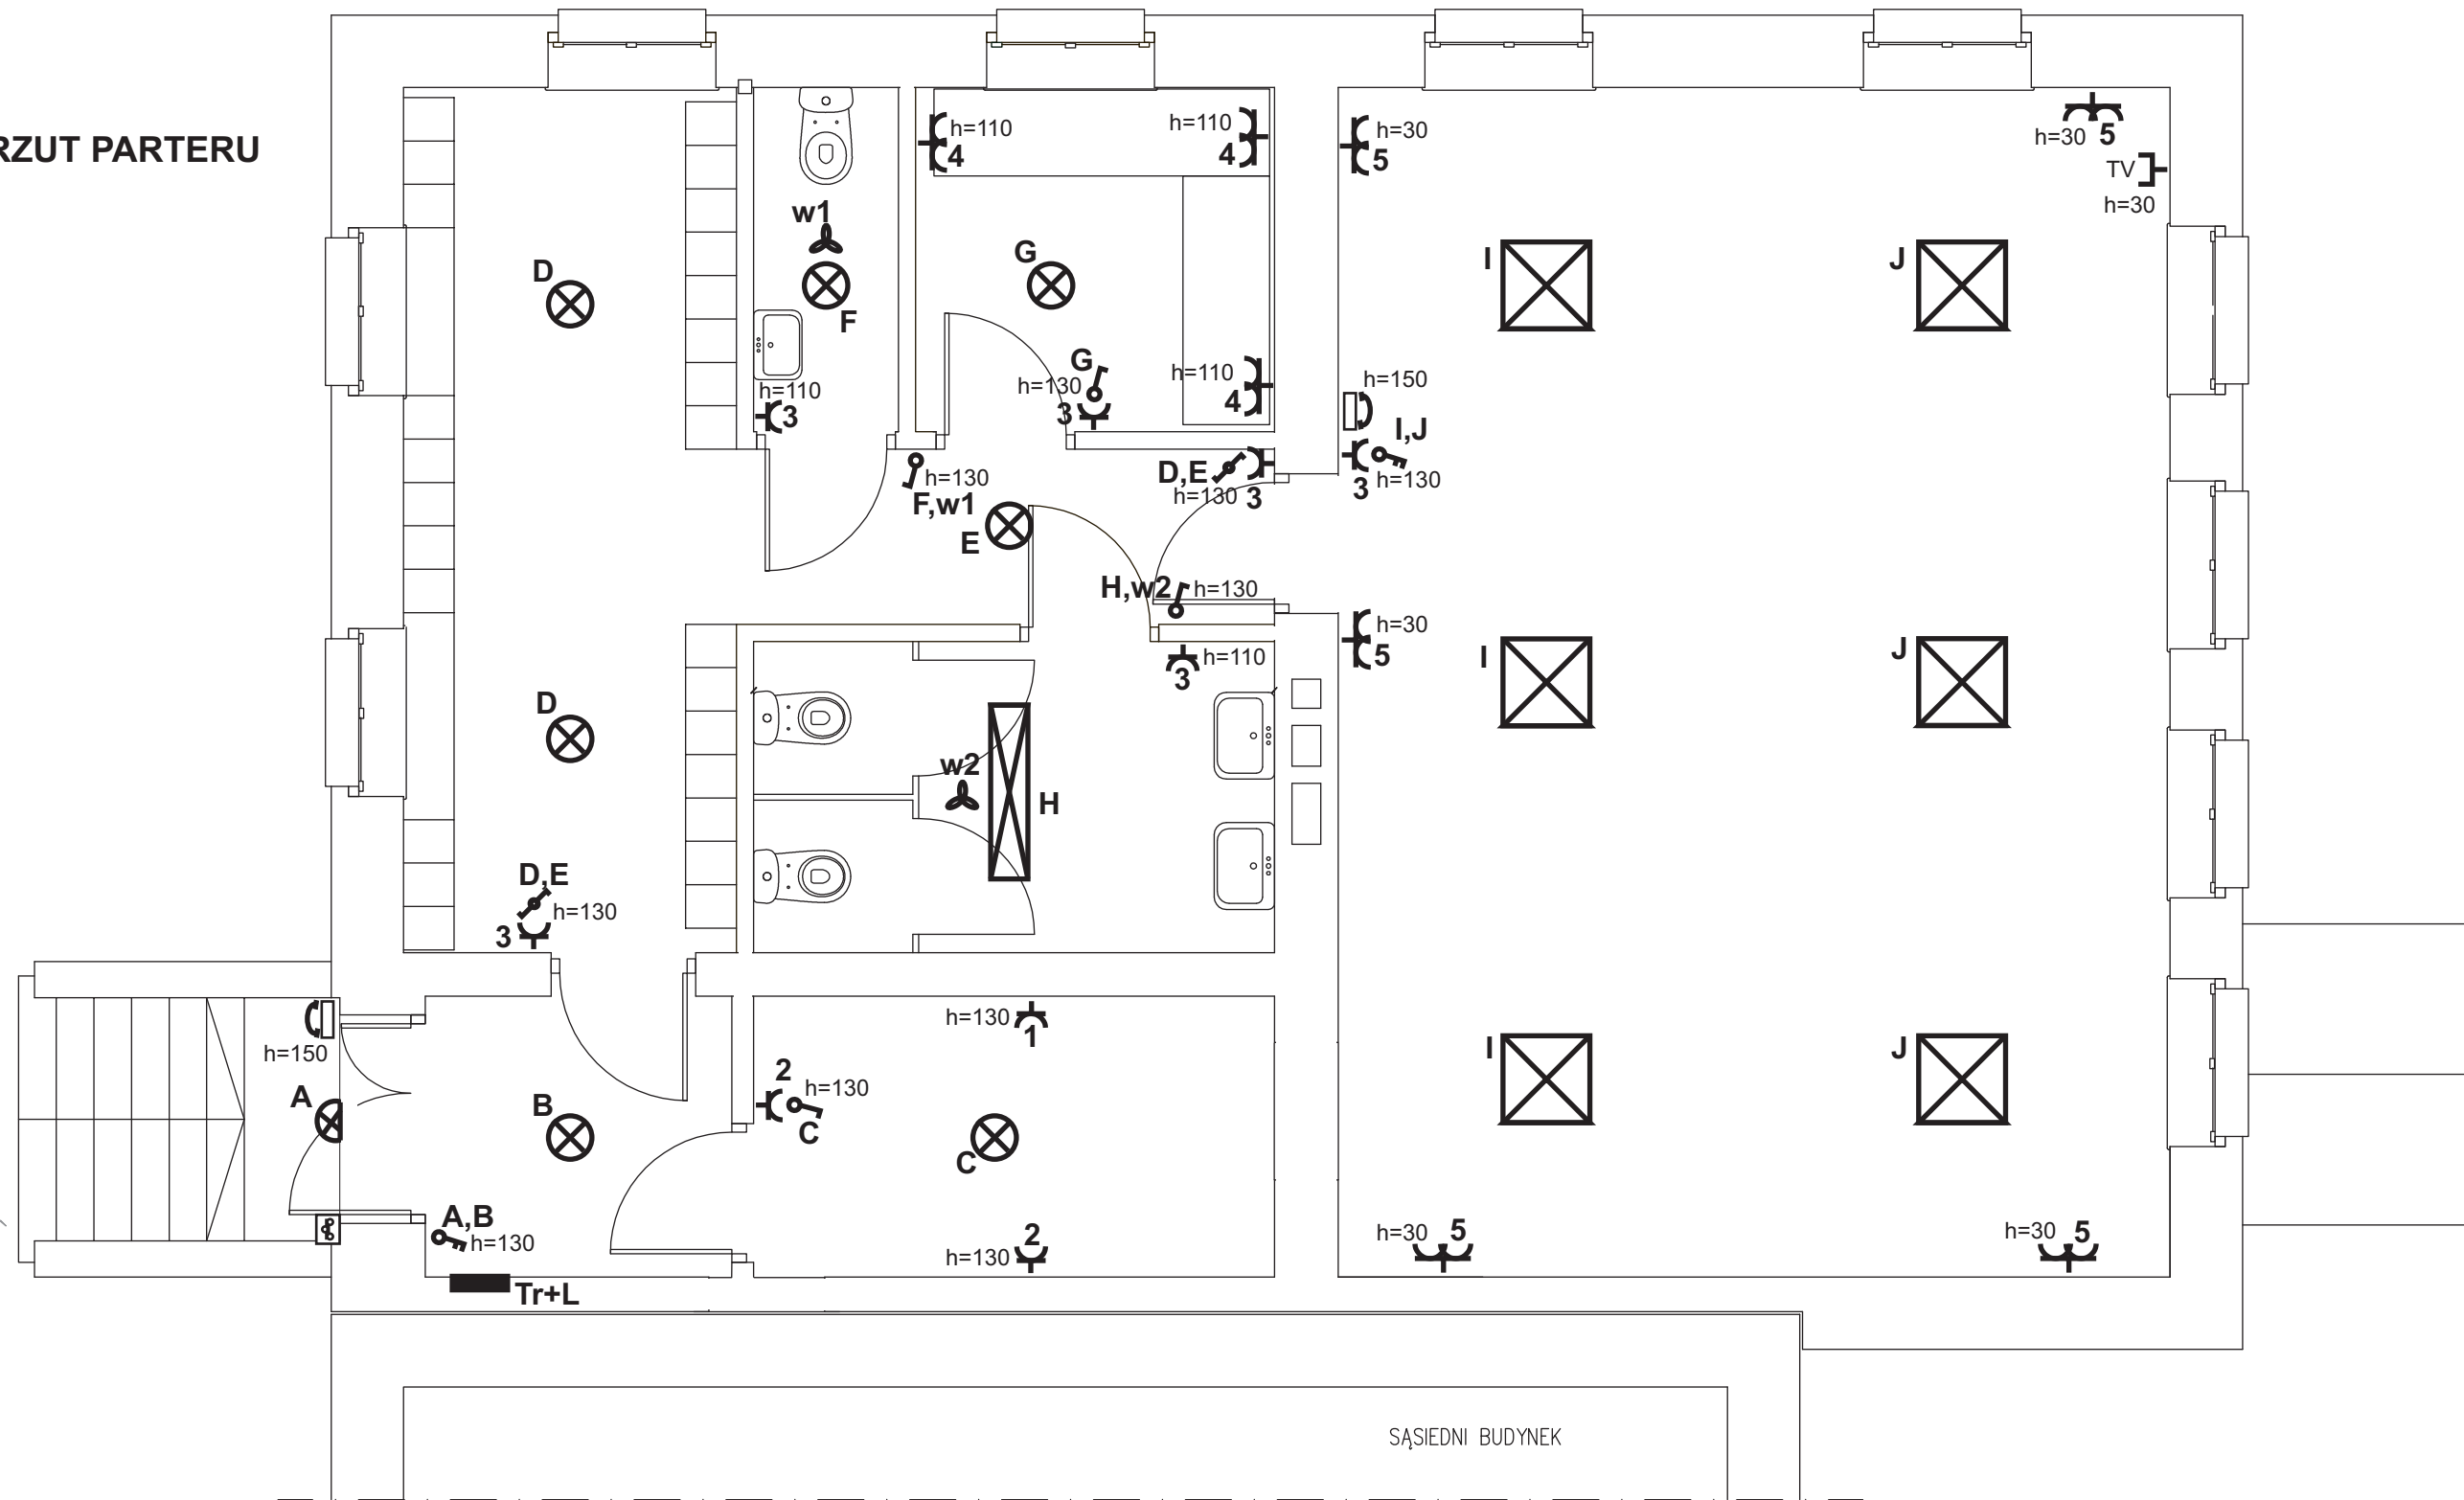 RZUT PARTERU
h=110
4
h=110
4
h=30
5
h=30
5
TV
h=30
w1
F
D
G
I
J
G
h=130
3
h=110
3
h=110
4
h=150
I,J
3
h=130
h=130
F,w1
D,E
h=130
3
E
H,w2
h=130
h=110
3
h=30
5
I
J
D
w2
H
D,E
h=130
3
h=150
A
B
h=130
1
2
h=130
C
C
I
J
A,B
h=130
Tr+L
2
h=130
h=30
5
h=30
5
SĄSIEDNI BUDYNEK